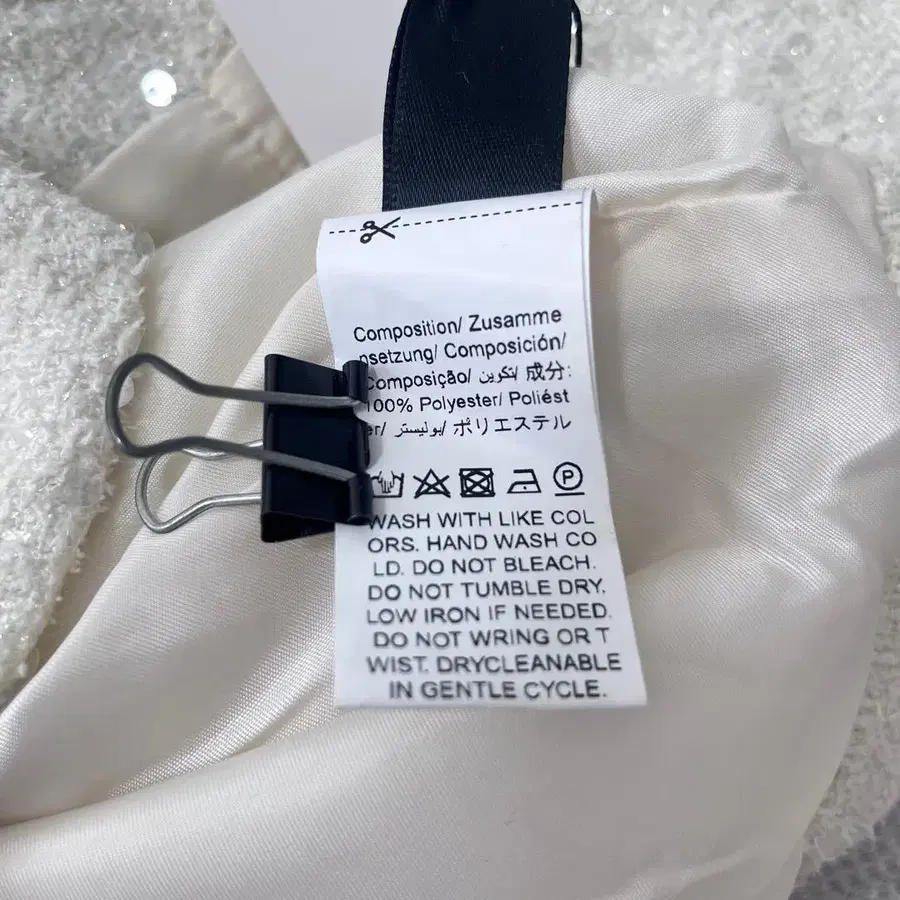 Composition/ Zusamme
nsetzung/ Composición/
Composição/ تكوين/ 成分:
100% Polyester/ Poliést
er/ بوليستر/ ポリエステル
WASH WITH LIKE COL
ORS. HAND WASH CO
LD. DO NOT BLEACH.
DO NOT TUMBLE DRY.
LOW IRON IF NEEDED.
DO NOT WRING OR T
WIST. DRYCLEANABLE
IN GENTLE CYCLE.